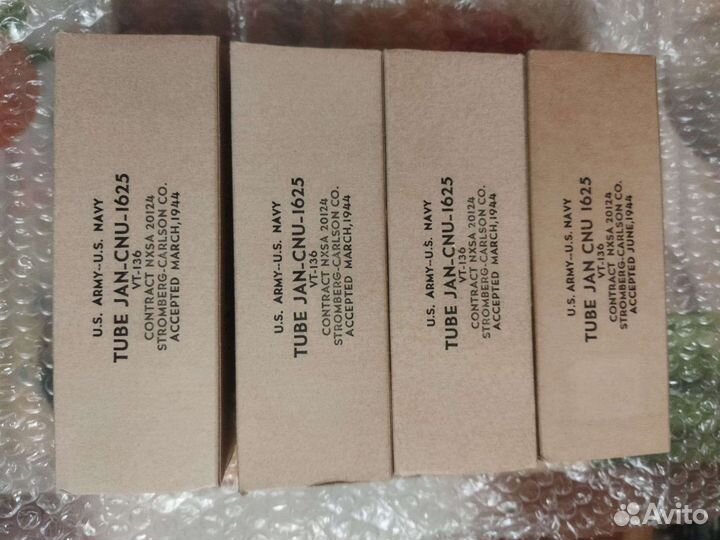 U.S. ARMY--U.S. NAVY
TUBE JAN-CNU-1625
VT-136
CONTRACT NXSA 20124
STROMBERG-CARLSON CO.
ACCEPTED MARCH,1944
U.S. ARMY--U.S. NAVY
TUBE JAN-CNU-1625
VT-136
CONTRACT NXSA 20124
STROMBERG-CARLSON CO.
ACCEPTED MARCH,1944
U.S. ARMY--U.S. NAVY
TUBE JAN-CNU-1625
VT-136
CONTRACT NXSA 20124
STROMBERG-CARLSON CO.
ACCEPTED MARCH,1944
U.S. ARMY--U.S. NAVY
TUBE JAN CNU 1625
VT-136
CONTRACT NXSA 20124
STROMBERG-CARLSON CO.
ACCEPTED JUNE,1944
Avito